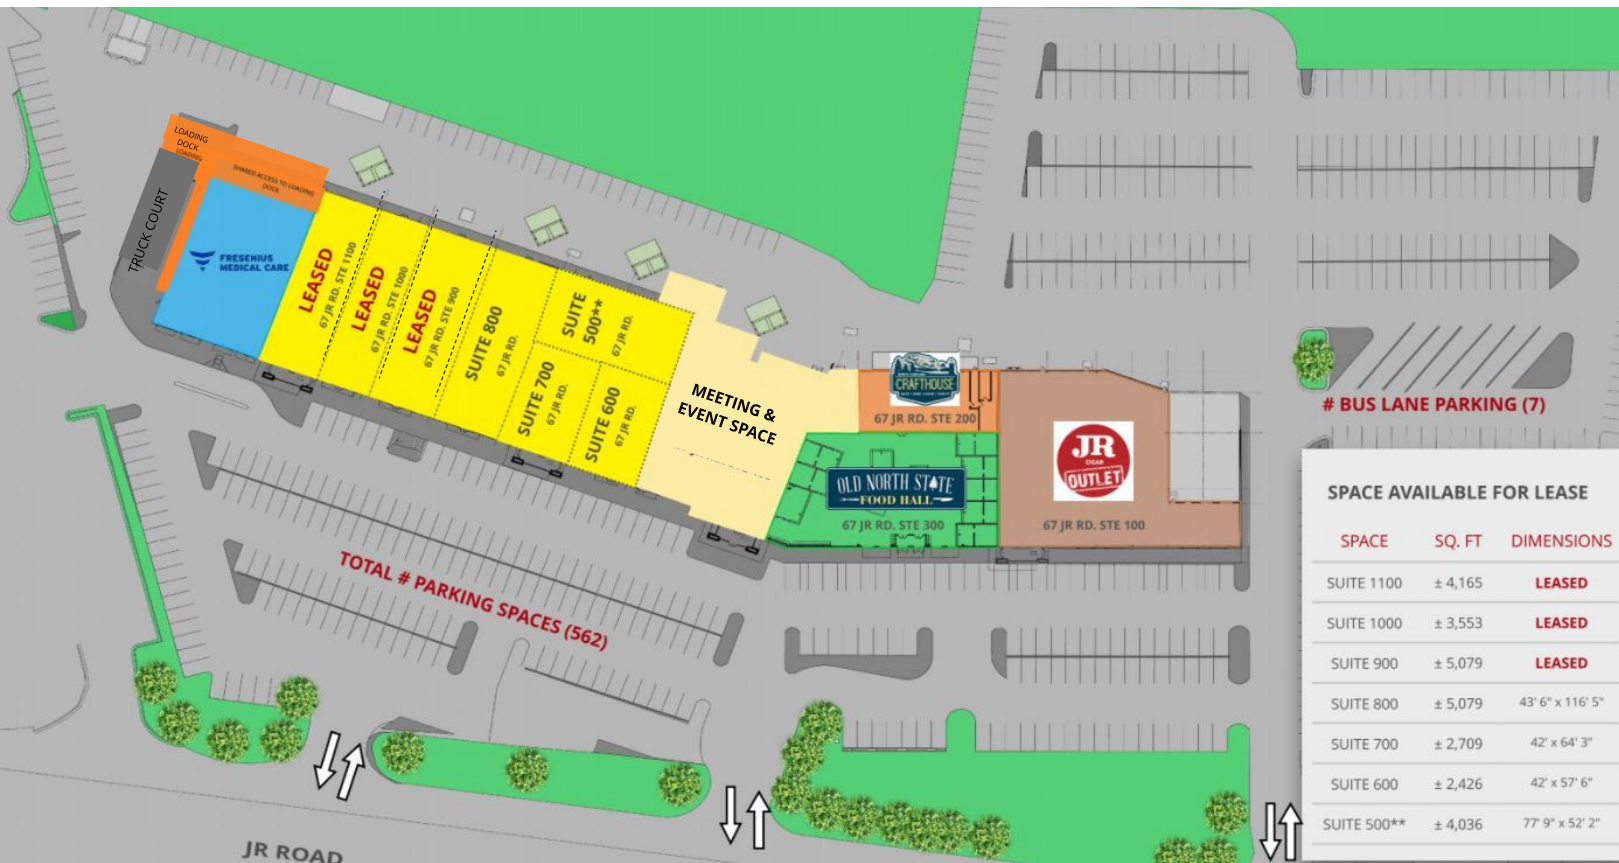 LOADING
DOCK
LOADING
SHARED ACCESS TO LOADING
DOCK
TRUCK COURT
FRESENIUS
MEDICAL CARE
LEASED
67 JR RD. STE 1100
LEASED
67 JR RD. STE 1000
LEASED
67 JR RD. STE 900
SUITE 800
67 JR RD.
SUITE
500**
67 JR RD.
SUITE 700
67 JR RD.
SUITE 600
67 JR RD.
MEETING &
EVENT SPACE
CRAFTHOUSE
67 JR RD. STE 200
OLD NORTH STATE
FOOD HALL
67 JR RD. STE 300
JR
CIGAR
OUTLET
67 JR RD. STE 100
# BUS LANE PARKING (7)
TOTAL # PARKING SPACES (562)
JR ROAD
SPACE AVAILABLE FOR LEASE
SPACE SQ. FT DIMENSIONS
SUITE 1100 ± 4,165 LEASED
SUITE 1000 ± 3,553 LEASED
SUITE 900 ± 5,079 LEASED
SUITE 800 ± 5,079 43' 6" x 116' 5"
SUITE 700 ± 2,709 42' x 64' 3"
SUITE 600 ± 2,426 42' x 57' 6"
SUITE 500** ± 4,036 77' 9" x 52' 2"